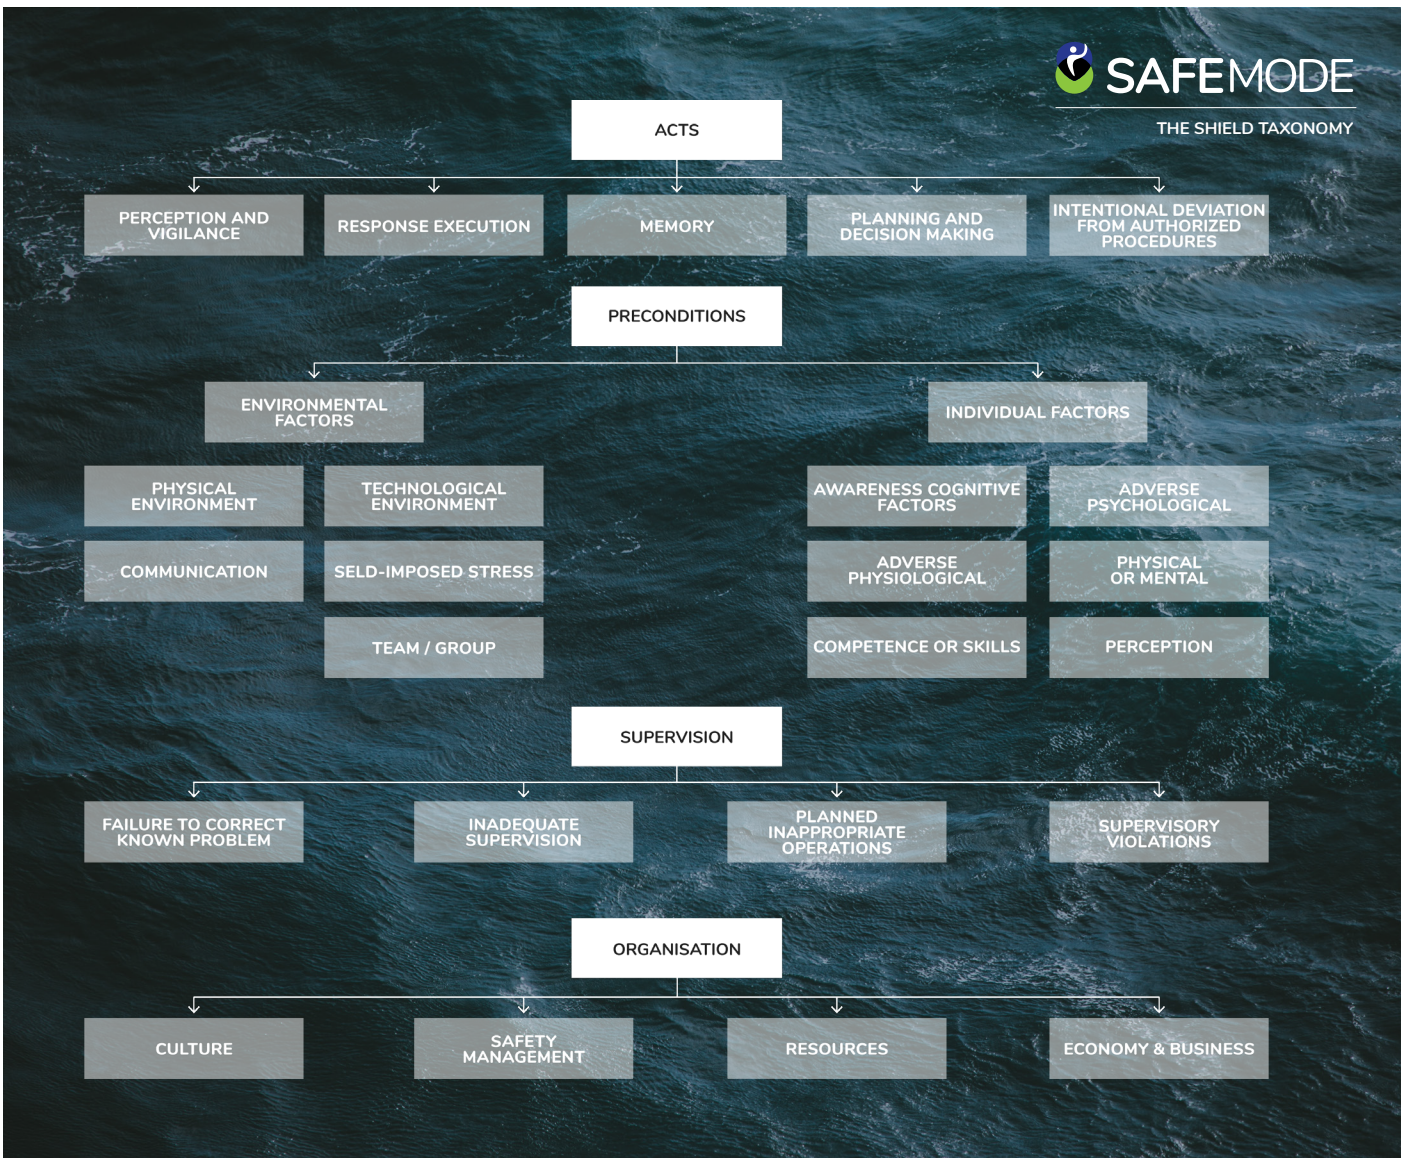 SAFEMODE
THE SHIELD TAXONOMY
ACTS
PERCEPTION AND
VIGILANCE
RESPONSE EXECUTION
MEMORY
PLANNING AND
DECISION MAKING
INTENTIONAL DEVIATION
FROM AUTHORIZED
PROCEDURES
PRECONDITIONS
ENVIRONMENTAL
FACTORS
INDIVIDUAL FACTORS
PHYSICAL
ENVIRONMENT
TECHNOLOGICAL
ENVIRONMENT
AWARENESS COGNITIVE
FACTORS
ADVERSE
PSYCHOLOGICAL
COMMUNICATION
SELD-IMPOSED STRESS
ADVERSE
PHYSIOLOGICAL
PHYSICAL
OR MENTAL
TEAM / GROUP
COMPETENCE OR SKILLS
PERCEPTION
SUPERVISION
FAILURE TO CORRECT
KNOWN PROBLEM
INADEQUATE
SUPERVISION
PLANNED
INAPPROPRIATE
OPERATIONS
SUPERVISORY
VIOLATIONS
ORGANISATION
CULTURE
SAFETY
MANAGEMENT
RESOURCES
ECONOMY & BUSINESS